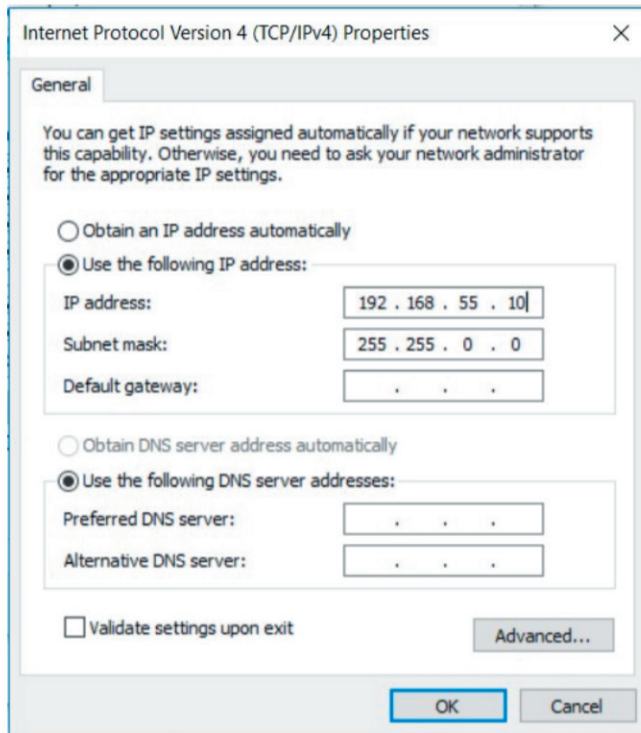 Internet Protocol Version 4 (TCP/IPv4) Properties
General
You can get IP settings assigned automatically if your network supports
this capability. Otherwise, you need to ask your network administrator
for the appropriate IP settings.
Obtain an IP address automatically
Use the following IP address:
IP address: 192 . 168 . 55 . 10
Subnet mask: 255 . 255 . 0 . 0
Default gateway: . . .
Obtain DNS server address automatically
Use the following DNS server addresses:
Preferred DNS server: . . .
Alternative DNS server: . . .
Validate settings upon exit
Advanced...
OK Cancel